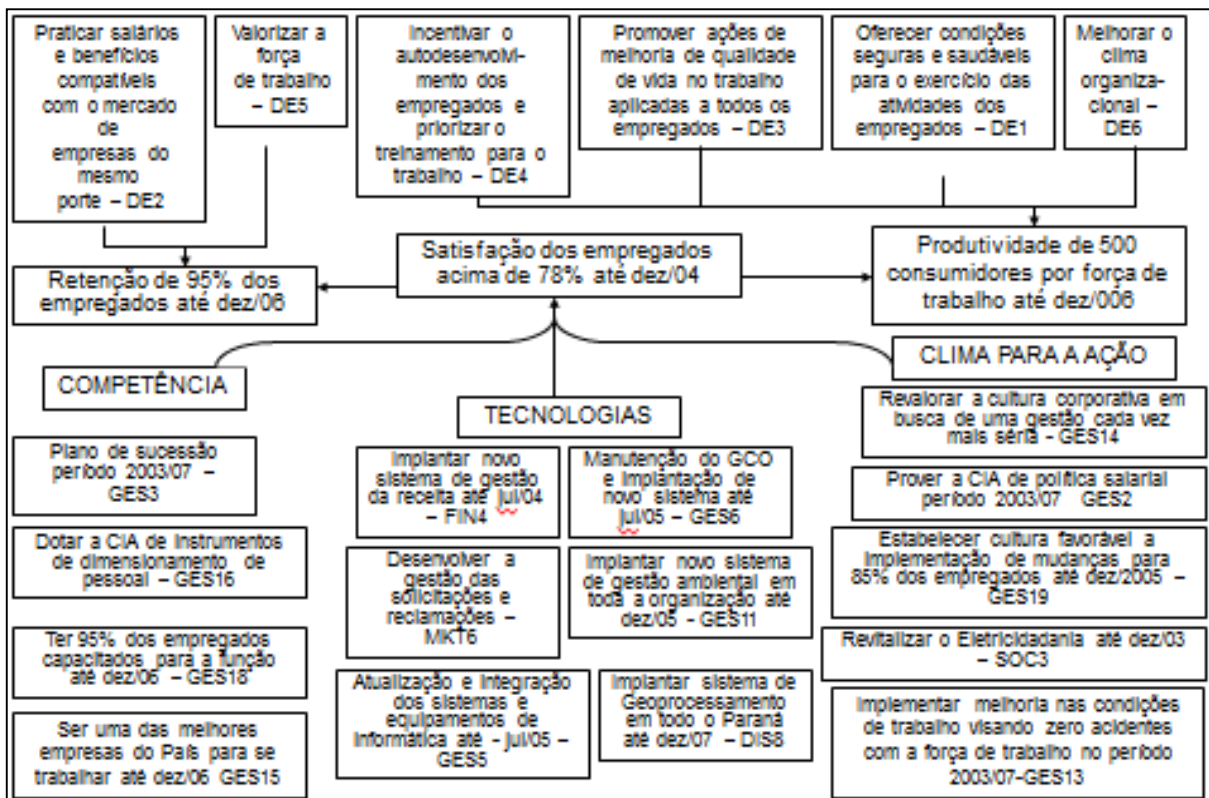 Praticar salários
e benefícios
compatíveis
com o mercado
de
empresas do
mesmo
porte – DE2
Valorizar a
força
de trabalho
– DE5
Incentivar o
autodesenvolvi-
mento dos
empregados e
priorizar o
treinamento para o
trabalho – DE4
Promover ações de
melhoria de qualidade
de vida no trabalho
aplicadas a todos os
empregados – DE3
Oferecer condições
seguras e saudáveis
para o exercício das
atividades dos
empregados – DE1
Melhorar o
clima
organiza-
cional –
DE6
Retenção de 95% dos
empregados até dez/06
Satisfação dos empregados
acima de 78% até dez/04
Produtividade de 500
consumidores por força de
trabalho até dez/006
COMPETÊNCIA
Plano de sucessão
período 2003/07 –
GES3
Dotar a CIA de Instrumentos
de dimensionamento de
pessoal – GES16
Ter 95% dos empregados
capacitados para a função
até dez/06 – GES18
Ser uma das melhores
empresas do País para se
trabalhar até dez/06 GES15
TECNOLOGIAS
Implantar novo
sistema de gestão
da receita até jul/04
– FIN4
Manutenção do GCO
e Implantação de
novo sistema até
jul/05 – GES6
Desenvolver a
gestão das
solicitações e
reclamações –
MKT6
Implantar novo sistema
de gestão ambiental em
toda a organização até
dez/05 - GES11
Atualização e Integração
dos sistemas e
equipamentos de
Informática até - jul/05 –
GES5
Implantar sistema de
Geoprocessamento
em todo o Paraná
até dez/07 – DIS8
CLIMA PARA A AÇÃO
Revalorar a cultura corporativa em
busca de uma gestão cada vez
mais séria - GES14
Prover a CIA de política salarial
período 2003/07 GES2
Estabelecer cultura favorável a
Implementação de mudanças para
85% dos empregados até dez/2005 –
GES19
Revitalizar o Eletricidadania até dez/03
– SOC3
Implementar melhoria nas condições
de trabalho visando zero acidentes
com a força de trabalho no período
2003/07-GES13